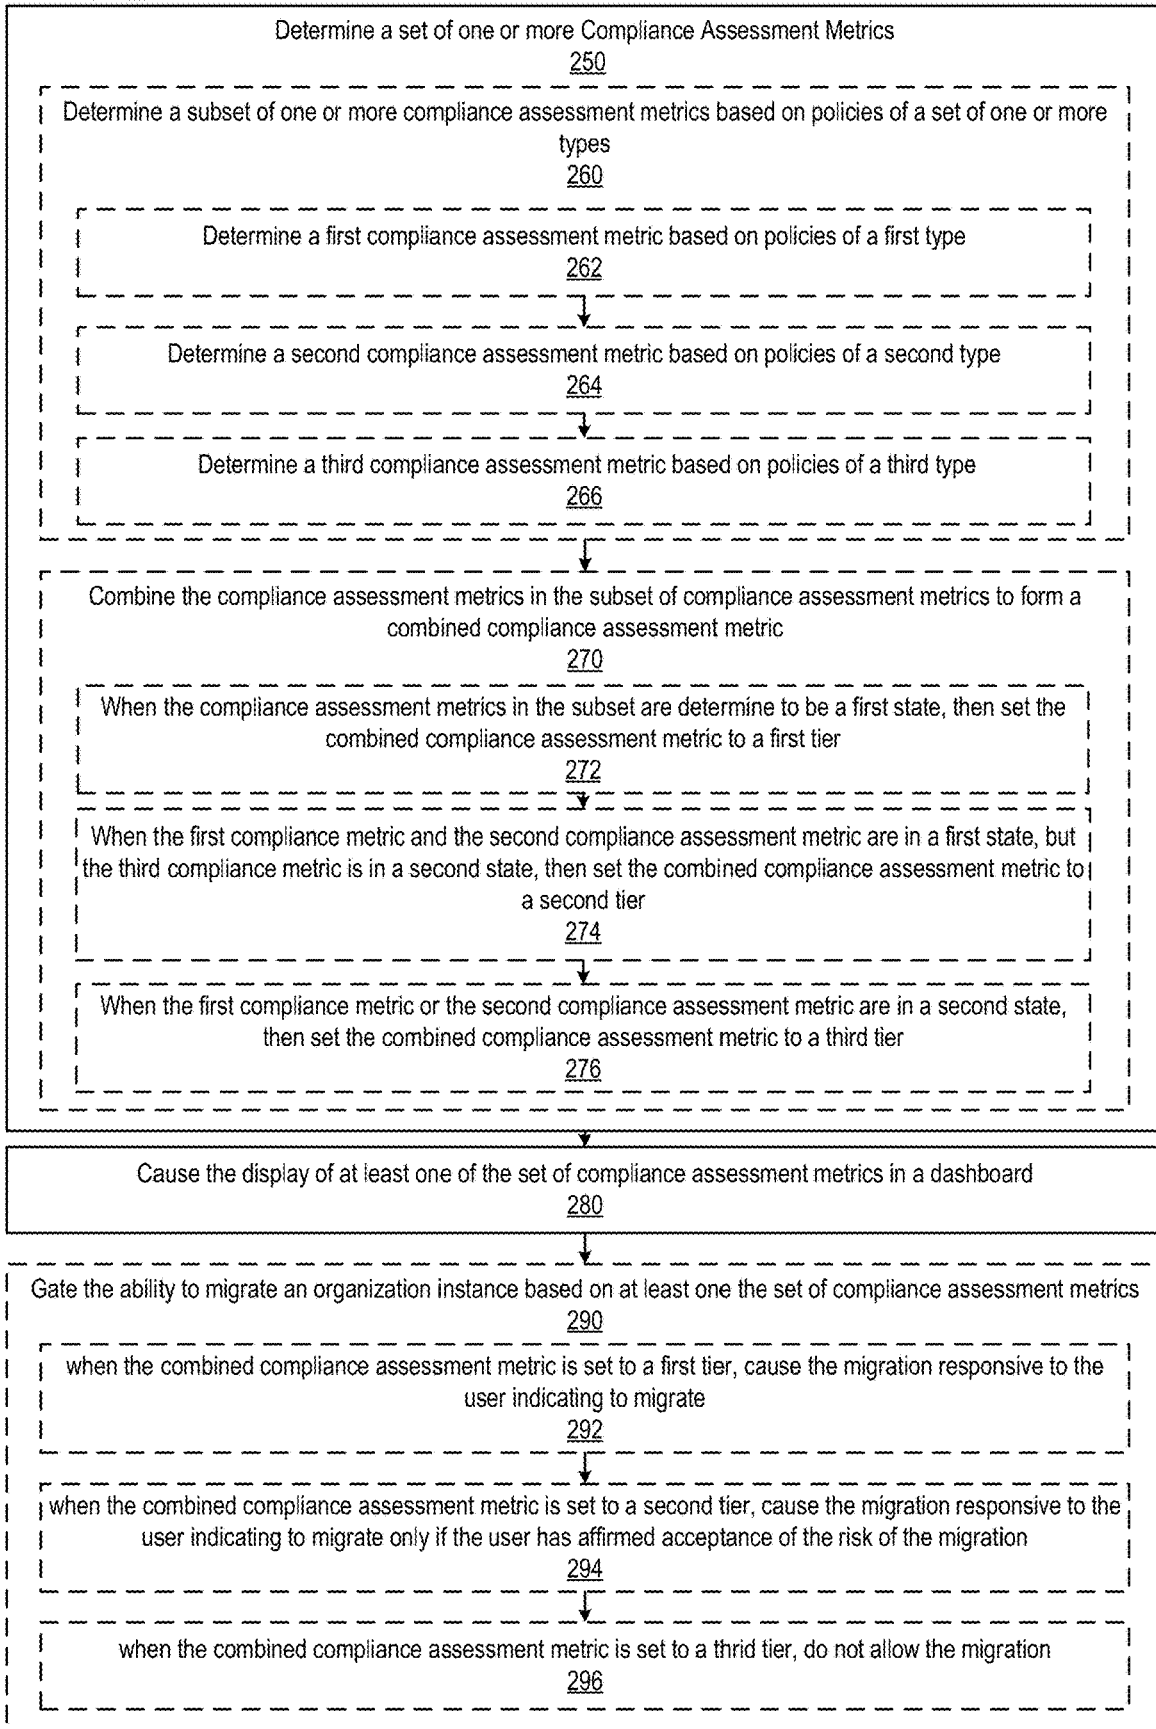 Determine a set of one or more Compliance Assessment Metrics
250
Determine a subset of one or more compliance assessment metrics based on policies of a set of one or more
types
260
Determine a first compliance assessment metric based on policies of a first type
262
Determine a second compliance assessment metric based on policies of a second type
264
Determine a third compliance assessment metric based on policies of a third type
266
Combine the compliance assessment metrics in the subset of compliance assessment metrics to form a
combined compliance assessment metric
270
When the compliance assessment metrics in the subset are determine to be a first state, then set the
combined compliance assessment metric to a first tier
272
When the first compliance metric and the second compliance assessment metric are in a first state, but
the third compliance metric is in a second state, then set the combined compliance assessment metric to
a second tier
274
When the first compliance metric or the second compliance assessment metric are in a second state,
then set the combined compliance assessment metric to a third tier
276
Cause the display of at least one of the set of compliance assessment metrics in a dashboard
280
Gate the ability to migrate an organization instance based on at least one the set of compliance assessment metrics
290
when the combined compliance assessment metric is set to a first tier, cause the migration responsive to the
user indicating to migrate
292
when the combined compliance assessment metric is set to a second tier, cause the migration responsive to the
user indicating to migrate only if the user has affirmed acceptance of the risk of the migration
294
when the combined compliance assessment metric is set to a thrid tier, do not allow the migration
296